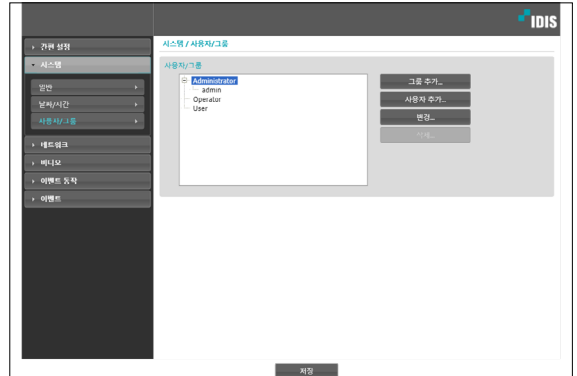 IDIS
간편 설정
시스템
일반
날짜/시간
사용자/그룹
네트워크
비디오
이벤트 동작
이벤트
시스템 / 사용자/그룹
사용자/그룹
Administrator
admin
Operator
User
그룹 추가...
사용자 추가...
변경...
삭제...
저장